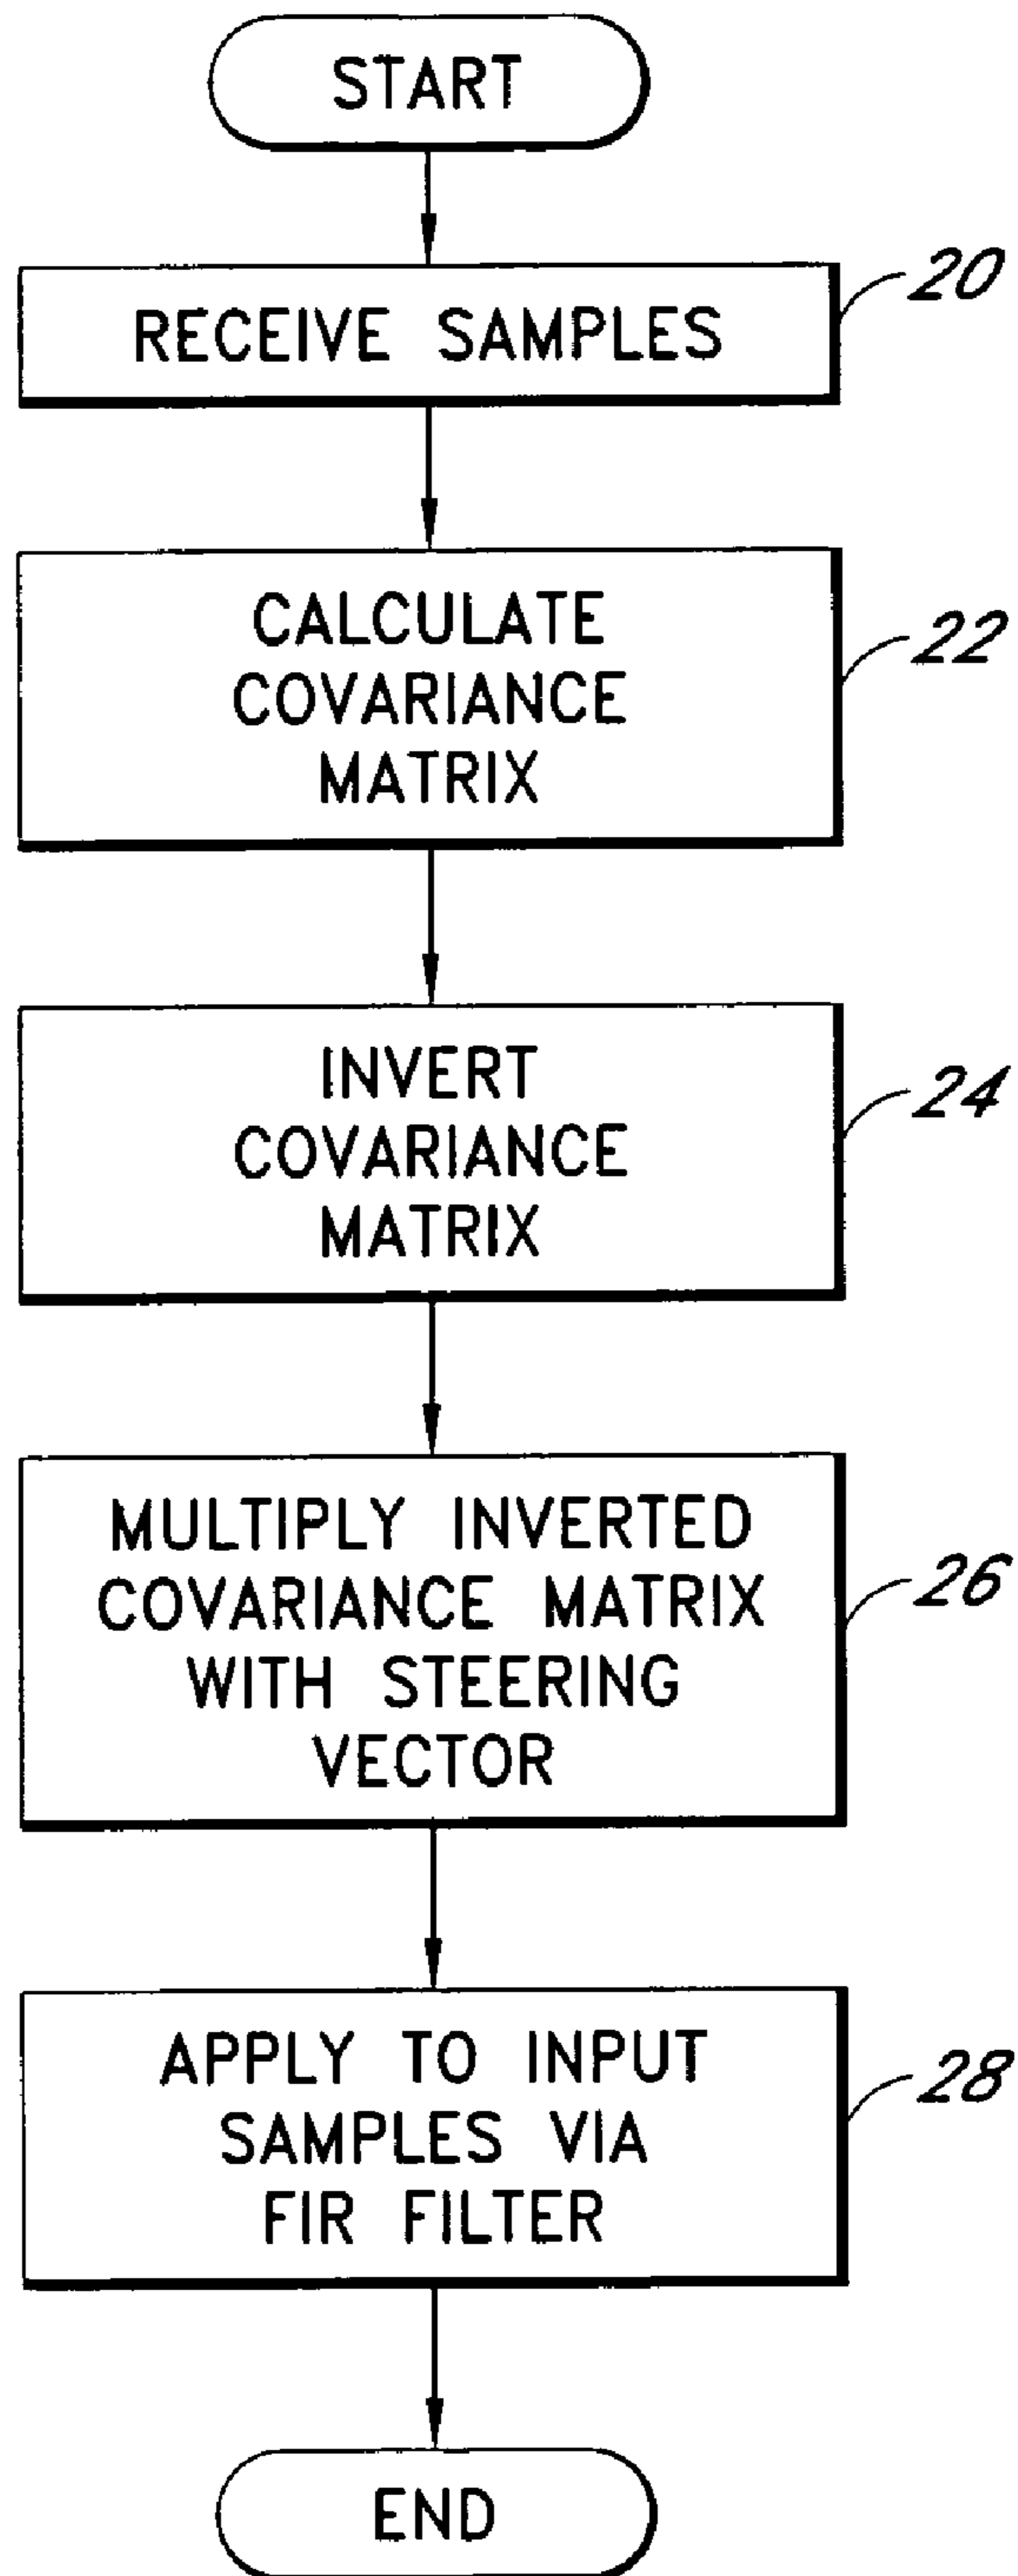 START
RECEIVE SAMPLES
20
CALCULATE
COVARIANCE
MATRIX
22
INVERT
COVARIANCE
MATRIX
24
MULTIPLY INVERTED
COVARIANCE MATRIX
WITH STEERING
VECTOR
26
APPLY TO INPUT
SAMPLES VIA
FIR FILTER
28
END